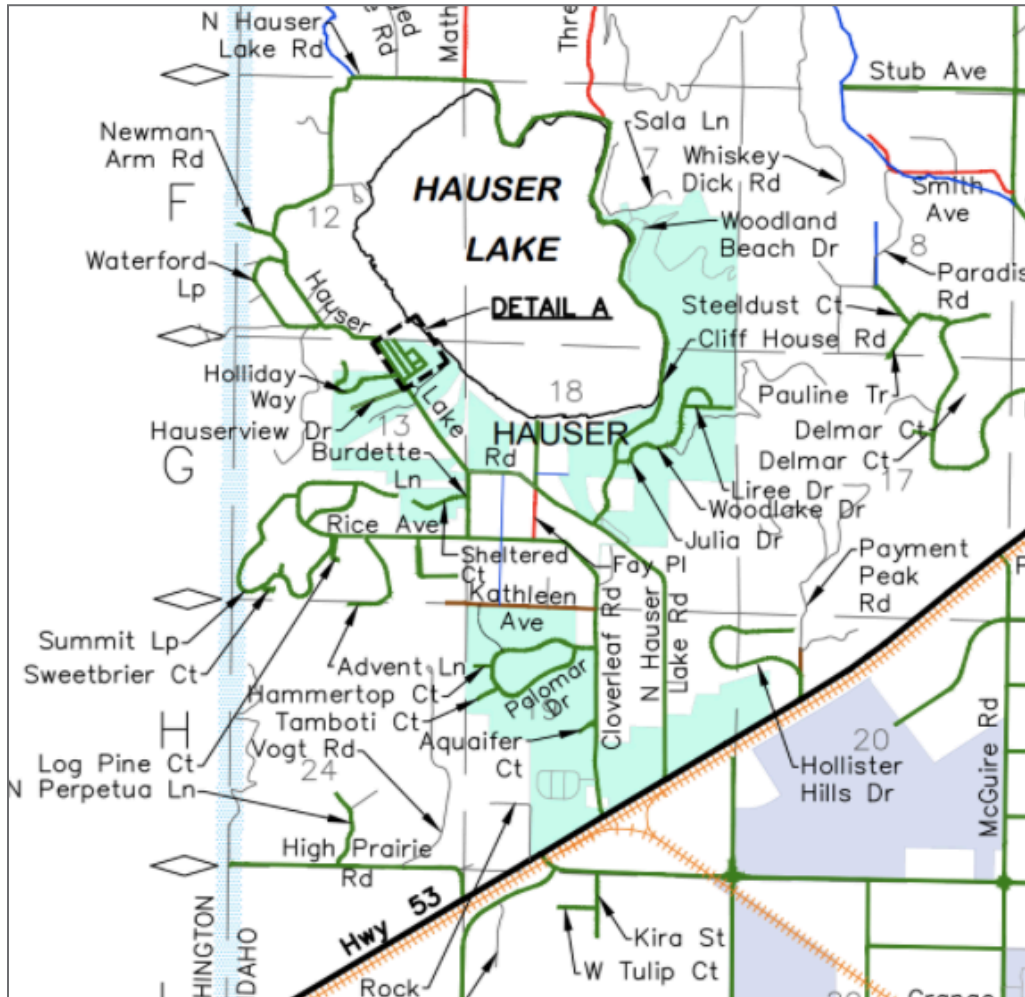 N Hauser
Lake Rd
Rd
Math
Thre
Stub Ave
Newman
Arm Rd
Sala Ln
7
Whiskey
Dick Rd
HAUSER
LAKE
F
12
Smith
Ave
8
Woodland
Beach Dr
Waterford
Lp
Paradis
Rd
Hauser
Steeldust Ct
DETAIL A
Cliff House Rd
Holliday
Way
Lake
18
Pauline Tr
Hauserview Dr
13
HAUSER
Delmar Ct
Burdette
Ln
Rd
Delmar Ct
G
17
Liree Dr
Woodlake Dr
Rice Ave
Julia Dr
Sheltered
Ct
Fay Pl
Payment
Peak
Rd
Kathleen
Ave
Cloverleaf Rd
N Hauser
Lake Rd
Summit Lp
Sweetbrier Ct
Advent Ln
Hammertop Ct
Palomar
Dr
Tamboti Ct
H
Vogt Rd
Aquaifer
Ct
20
McGuire Rd
Log Pine Ct
24
N Perpetua Ln
Hollister
Hills Dr
High Prairie
Rd
Hwy 53
HINGTON
IDAHO
Kira St
W Tulip Ct
Rock